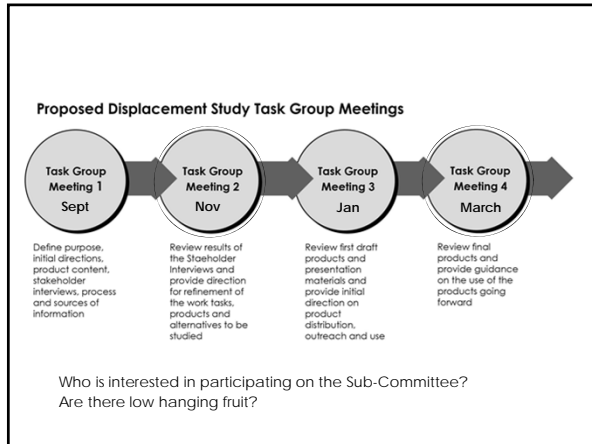 Proposed Displacement Study Task Group Meetings
Task Group
Meeting 1
Sept
Task Group
Meeting 2
Nov
Task Group
Meeting 3
Jan
Task Group
Meeting 4
March
Define purpose,
initial directions,
product content,
stakeholder
interviews, process
and sources of
information
Review results of
the Staeholder
Interviews and
provide direction
for refinement of
the work tasks,
products and
alternatives to be
studied
Review first draft
products and
presentation
materials and
provide initial
direction on
product
distribution,
outreach and use
Review final
products and
provide guidance
on the use of the
products going
forward
Who is interested in participating on the Sub-Committee?
Are there low hanging fruit?